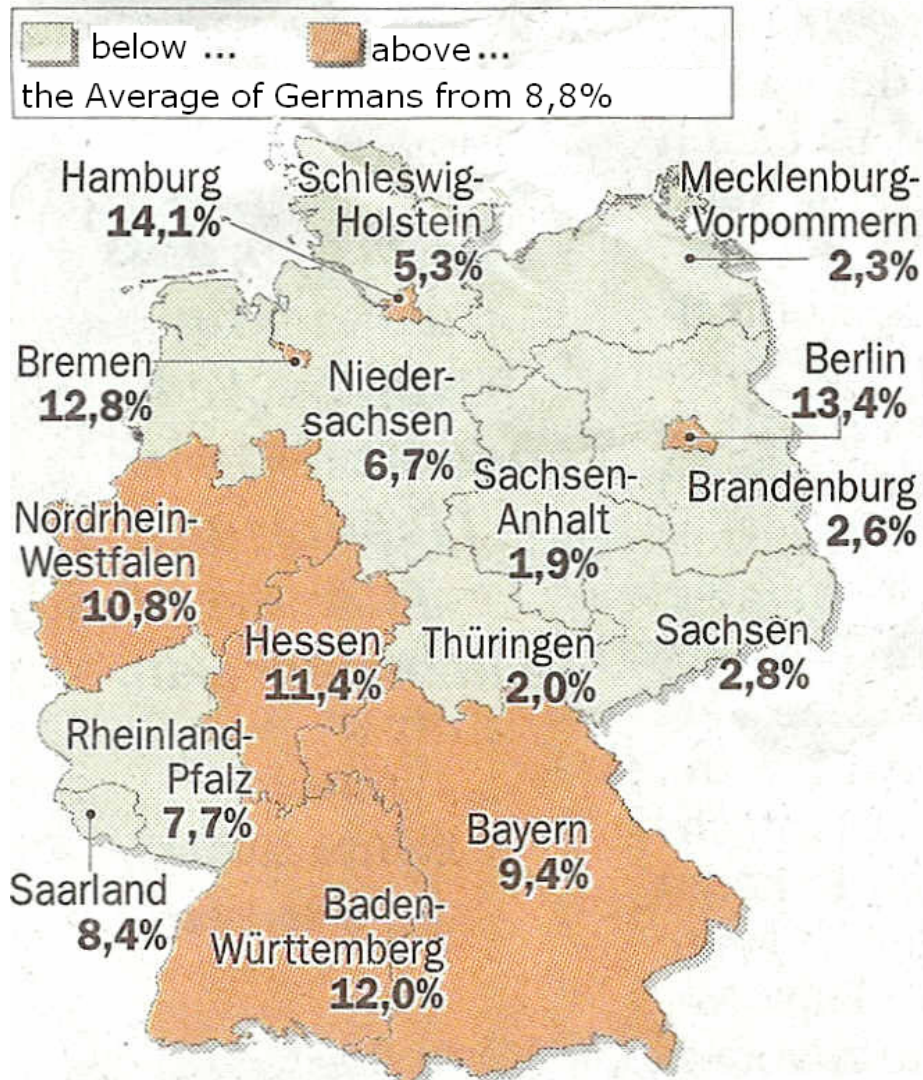 below ... above ...
the Average of Germans from 8,8%
Hamburg
14,1%
Schleswig-
Holstein
5,3%
Mecklenburg-
Vorpommern
2,3%
Bremen
12,8%
Nieder-
sachsen
6,7%
Berlin
13,4%
Sachsen-
Anhalt
1,9%
Brandenburg
2,6%
Nordrhein-
Westfalen
10,8%
Hessen
11,4%
Thüringen
2,0%
Sachsen
2,8%
Rheinland-
Pfalz
7,7%
Saarland
8,4%
Bayern
9,4%
Baden-
Württemberg
12,0%